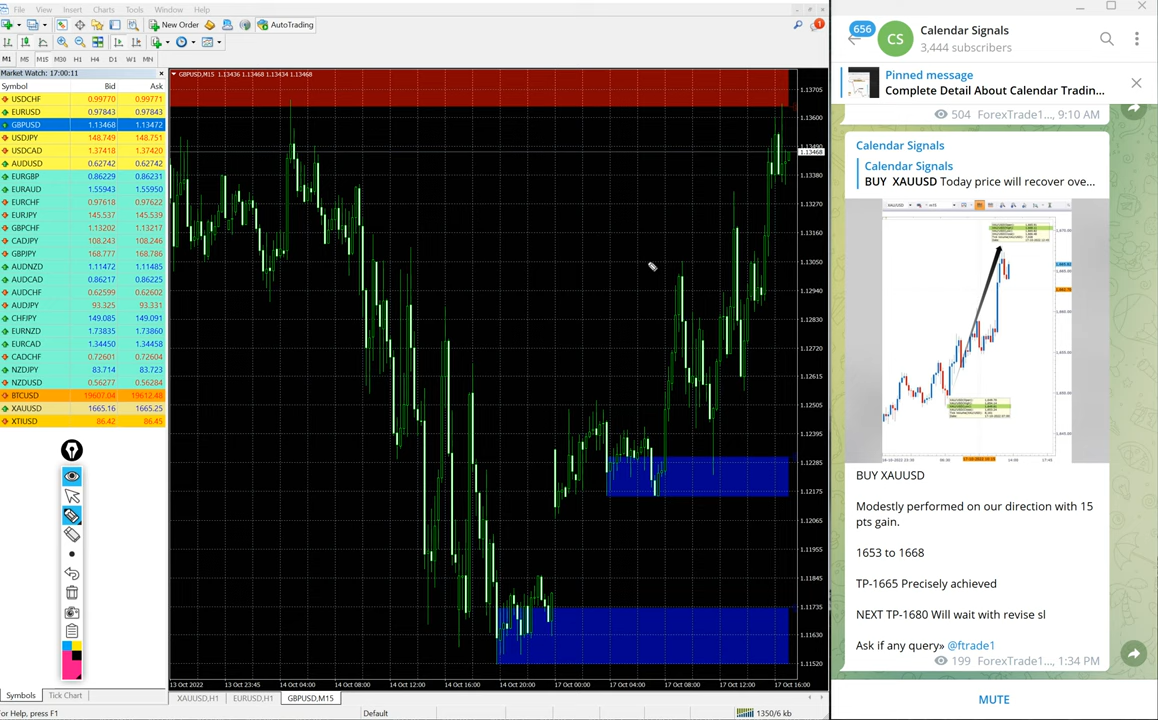 File View Insert Charts Tools Window Help
New Order AutoTrading
M1 M5 M15 M30 H1 H4 D1 W1 MN
Market Watch: 17:00:11
Symbol Bid Ask
USDCHF 0.99770 0.99771
EURUSD 0.97843 0.97843
GBPUSD 1.13468 1.13472
USDJPY 148.749 148.751
USDCAD 1.37418 1.37420
AUDUSD 0.62742 0.62742
EURGBP 0.86229 0.86231
EURAUD 1.55943 1.55950
EURCHF 0.97618 0.97622
EURJPY 145.537 145.539
GBPCHF 1.13202 1.13217
CADJPY 108.243 108.246
GBPJPY 168.777 168.786
AUDNZD 1.11472 1.11485
AUDCAD 0.86217 0.86225
AUDCHF 0.62599 0.62602
AUDJPY 93.325 93.331
CHFJPY 149.085 149.091
EURNZD 1.73835 1.73860
EURCAD 1.34450 1.34458
CADCHF 0.72601 0.72604
NZDJPY 83.714 83.723
NZDUSD 0.56277 0.56284
BTCUSD 19607.04 19612.48
XAUUSD 1665.16 1665.25
XTIUSD 86.42 86.45
Symbols Tick Chart
For Help, press F1
GBPUSD,M15 1.13436 1.13468 1.13434 1.13468
1.13705
1.13600
1.13490
1.13468
1.13380
1.13270
1.13160
1.13050
1.12940
1.12830
1.12720
1.12615
1.12505
1.12395
1.12285
1.12175
1.12065
1.11955
1.11845
1.11735
1.11630
1.11520
13 Oct 2022 13 Oct 23:45 14 Oct 04:00 14 Oct 08:00 14 Oct 12:00 14 Oct 16:00 14 Oct 20:00 17 Oct 00:00 17 Oct 04:00 17 Oct 08:00 17 Oct 12:00 17 Oct 16:00
XAUUSD,H1 EURUSD,H1 GBPUSD,M15
Default 1350/6 kb
656
CS
Calendar Signals
3,444 subscribers
1
Pinned message
Complete Detail About Calendar Tradin...
504 ForexTrade1..., 9:10 AM
Calendar Signals
Calendar Signals
BUY XAUUSD Today price will recover ove...
BUY XAUUSD
Modestly performed on our direction with 15
pts gain.
1653 to 1668
TP-1665 Precisely achieved
NEXT TP-1680 Will wait with revise sl
Ask if any query» @ftrade1
199 ForexTrade1..., 1:34 PM
MUTE